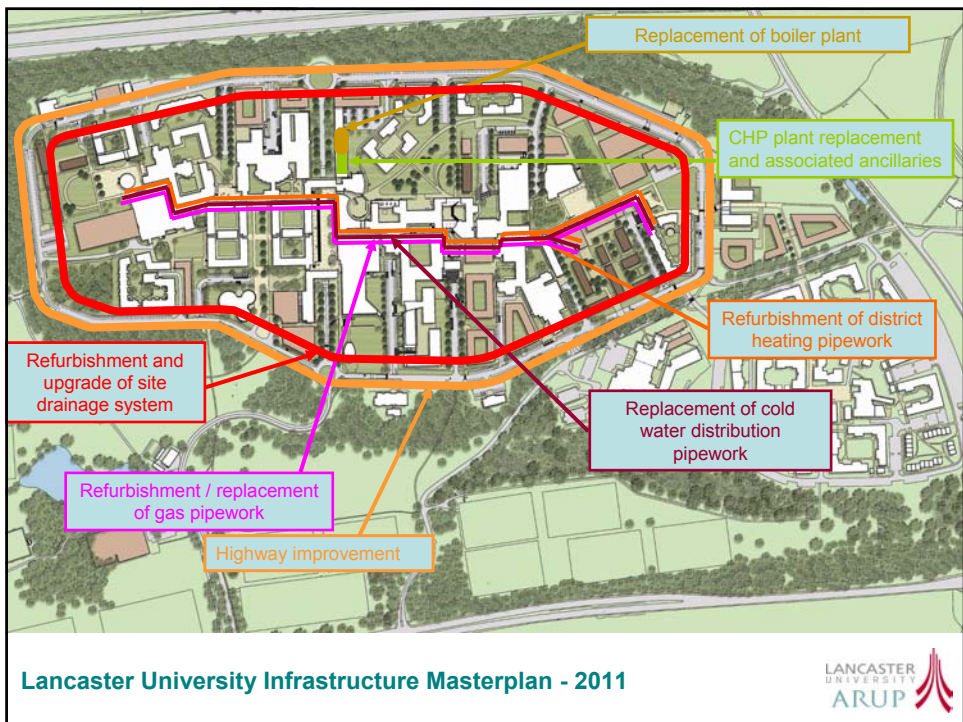 Replacement of boiler plant
CHP plant replacement
and associated ancillaries
Refurbishment of district
heating pipework
Refurbishment and
upgrade of site
drainage system
Replacement of cold
water distribution
pipework
Refurbishment / replacement
of gas pipework
Highway improvement
Lancaster University Infrastructure Masterplan - 2011
LANCASTER
UNIVERSITY
ARUP